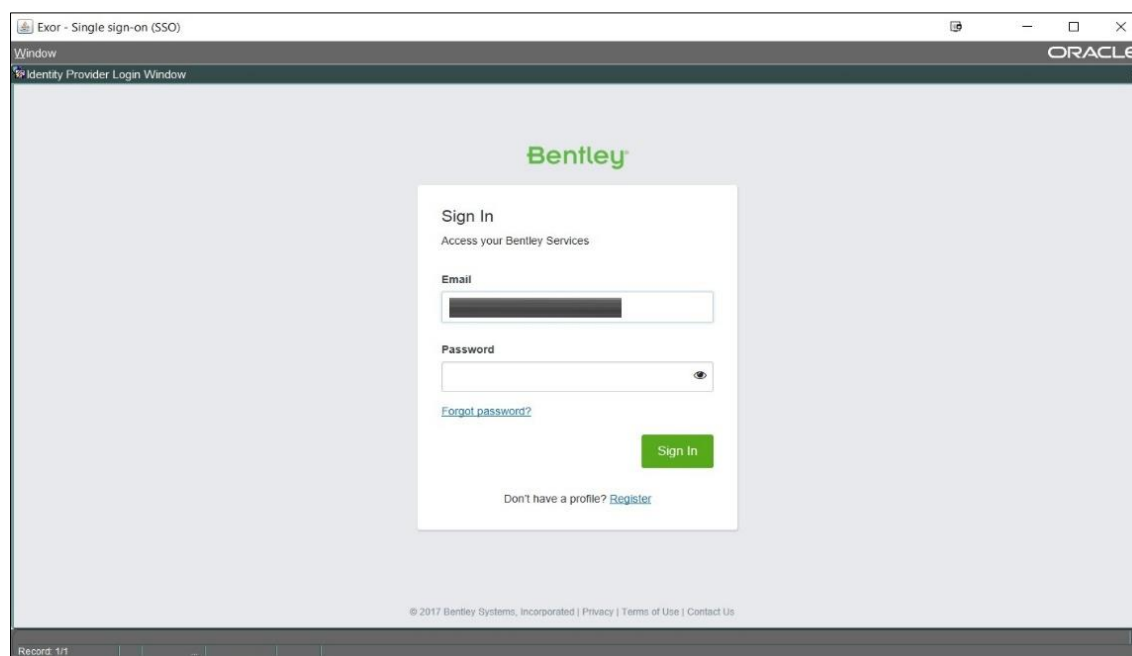 Exor - Single sign-on (SSO)
Window
ORACLE
Identity Provider Login Window
Bentley
Sign In
Access your Bentley Services
Email
Password
Forgot password?
Sign In
Don't have a profile? Register
© 2017 Bentley Systems, Incorporated | Privacy | Terms of Use | Contact Us
Record: 1/1